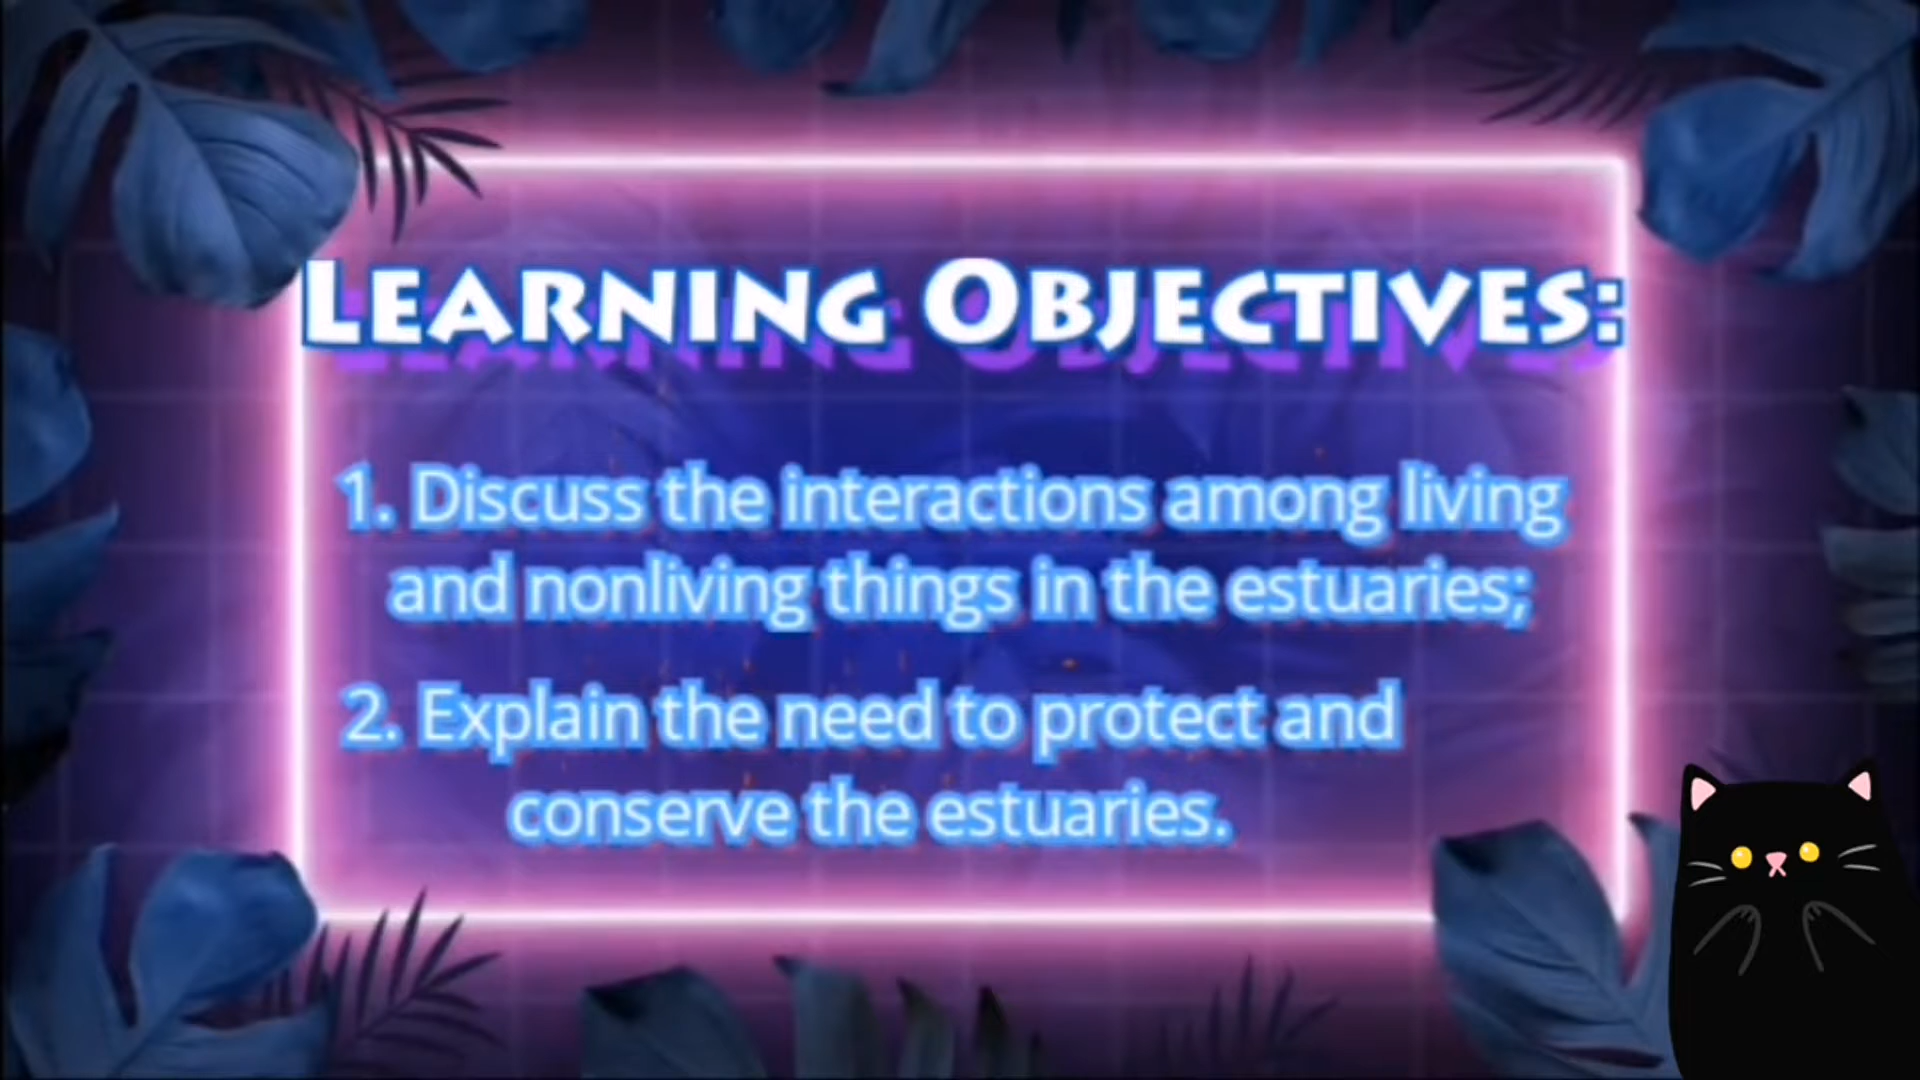 LEARNING OBJECTIVES:
1. Discuss the interactions among living
and nonliving things in the estuaries;
2. Explain the need to protect and
conserve the estuaries.